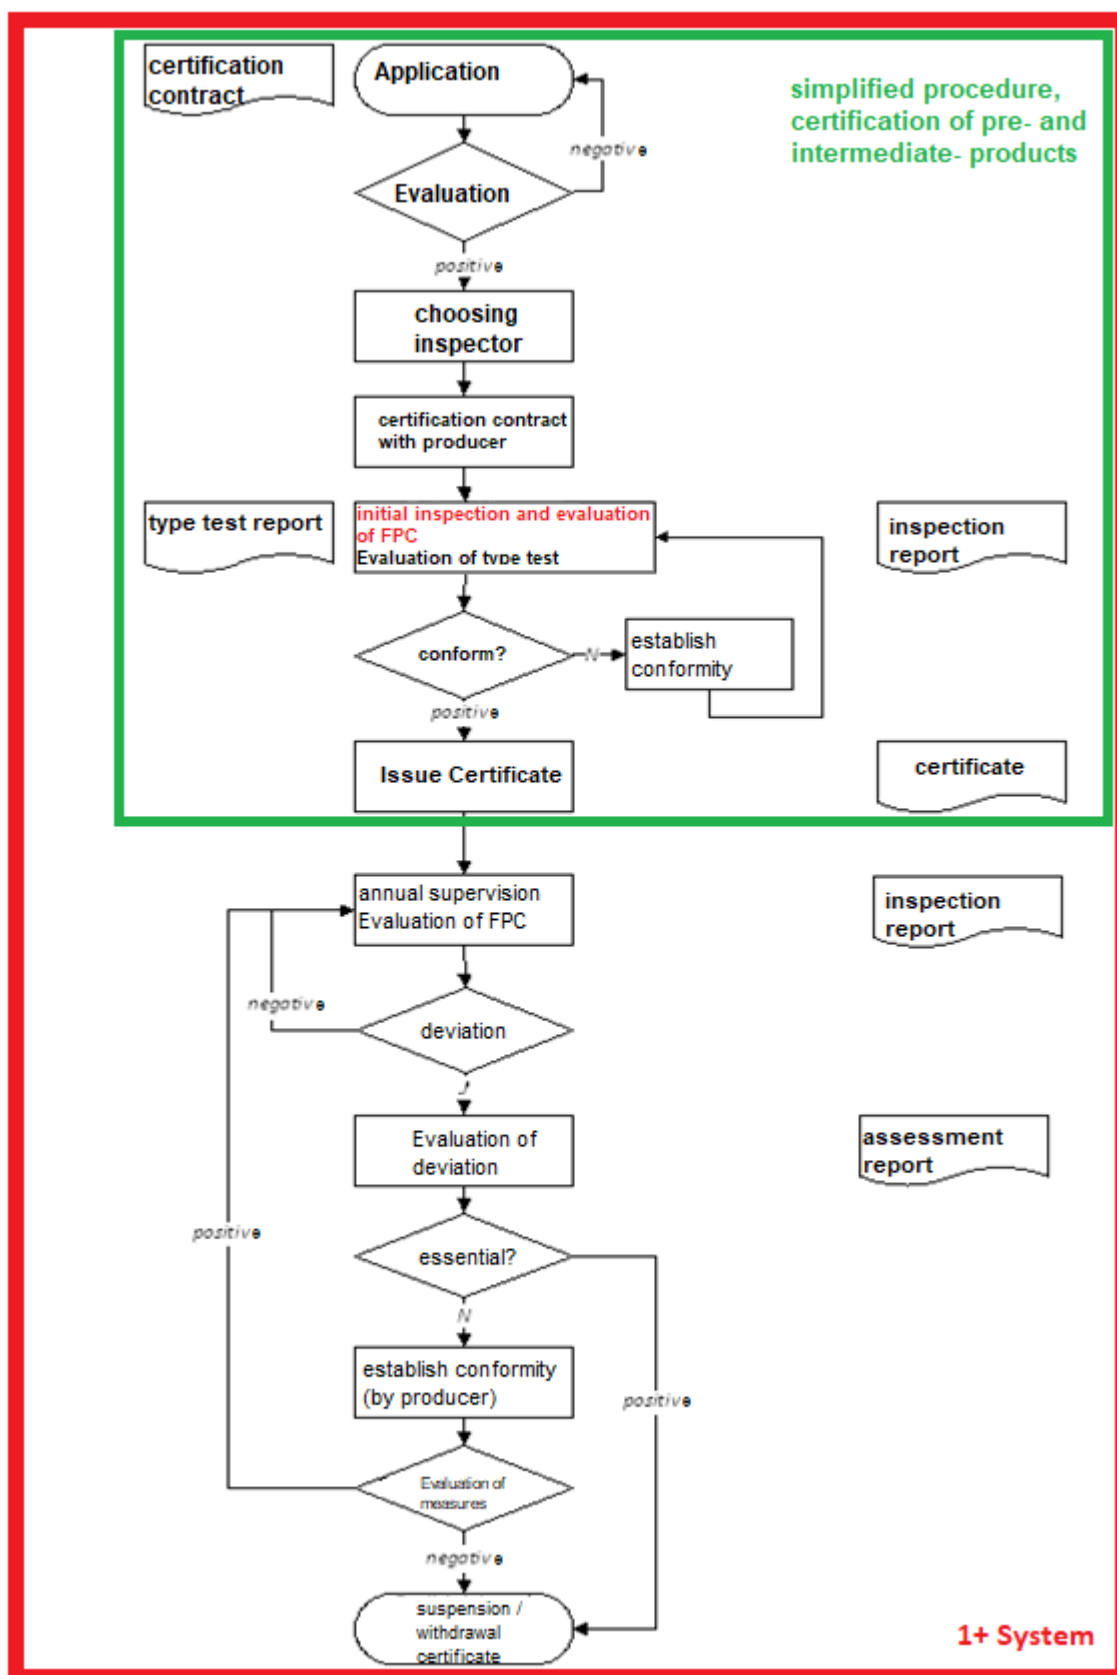 certification
contract
Application
simplified procedure,
certification of pre- and
intermediate- products
negative
Evaluation
positive
choosing
inspector
certification contract
with producer
type test report
initial inspection and evaluation
of FPC
Evaluation of type test
inspection
report
conform?
N
establish
conformity
positive
Issue Certificate
certificate
annual supervision
Evaluation of FPC
inspection
report
negative
deviation
J
Evaluation of
deviation
assessment
report
positive
essential?
N
establish conformity
(by producer)
positive
Evaluation of
measures
negative
suspension /
withdrawal
certificate
1+ System